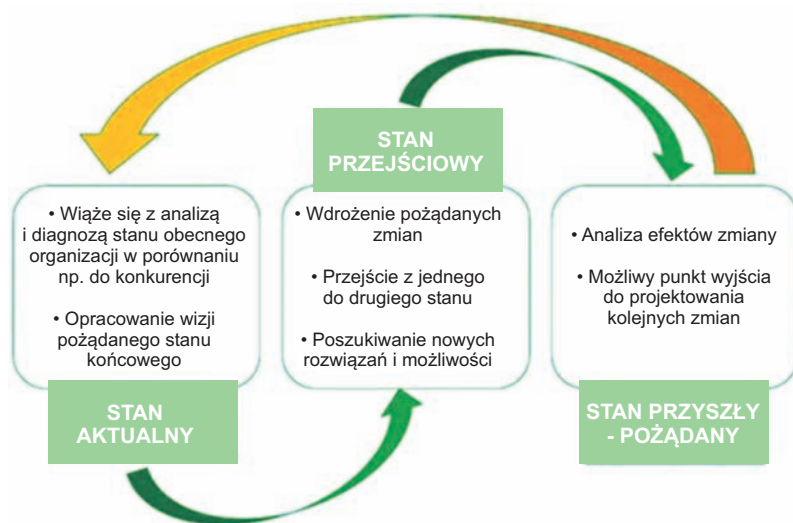 • Wiąże się z analizą
i diagnozą stanu obecnego
organizacji w porównaniu
np. do konkurencji
• Opracowanie wizji
pożądanego stanu
końcowego
STAN
AKTUALNY
STAN
PRZEJŚCIOWY
• Wdrożenie pożądanych
zmian
• Przejście z jednego
do drugiego stanu
• Poszukiwanie nowych
rozwiązań i możliwości
• Analiza efektów zmiany
• Możliwy punkt wyjścia
do projektowania
kolejnych zmian
STAN PRZYSZŁY
- POŻĄDANY